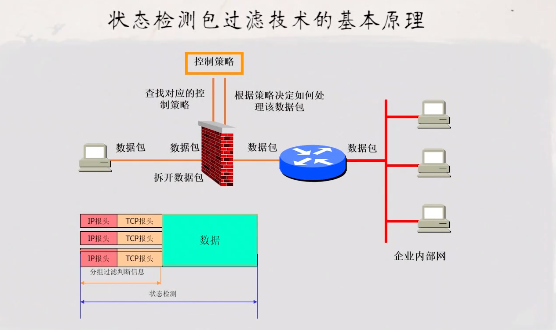 状态检测包过滤技术的基本原理
控制策略
查找对应的控
制策略
根据策略决定如何处
理该数据包
数据包
数据包
数据包
数据包
拆开数据包
IP报头
TCP报头
IP报头
TCP报头
IP报头
TCP报头
数据
分组过滤判断信息
状态检测
企业内部网